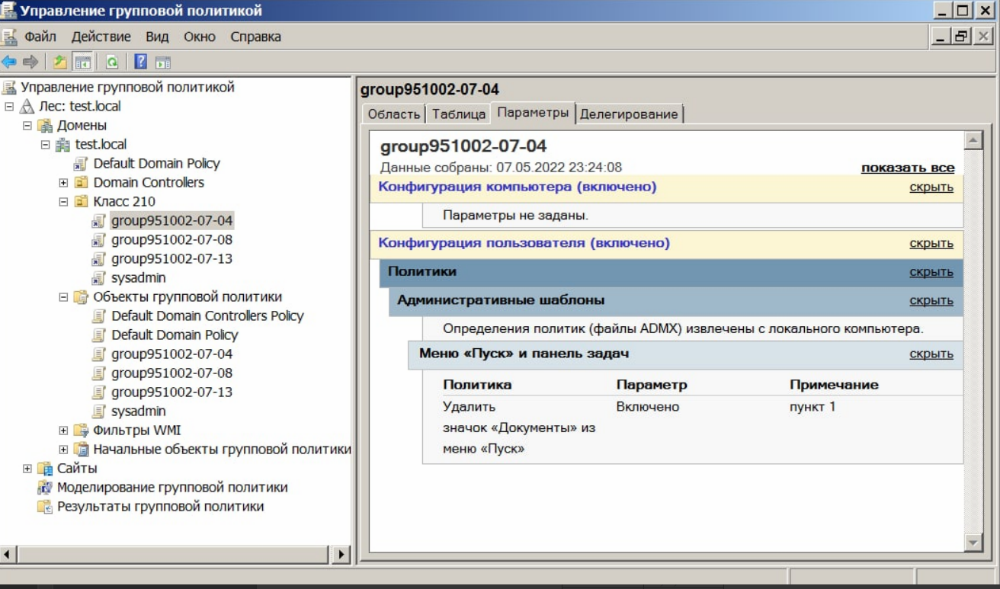 Управление групповой политикой
Файл Действие Вид Окно Справка
Управление групповой политикой
Лес: test.local
Домены
test.local
Default Domain Policy
Domain Controllers
Класс 210
group951002-07-04
group951002-07-08
group951002-07-13
sysadmin
Объекты групповой политики
Default Domain Controllers Policy
Default Domain Policy
group951002-07-04
group951002-07-08
group951002-07-13
sysadmin
Фильтры WMI
Начальные объекты групповой политики
Сайты
Моделирование групповой политики
Результаты групповой политики
group951002-07-04
Область Таблица Параметры Делегирование
group951002-07-04
Данные собраны: 07.05.2022 23:24:08 показать все
Конфигурация компьютера (включено) скрыть
Параметры не заданы.
Конфигурация пользователя (включено) скрыть
Политики скрыть
Административные шаблоны скрыть
Определения политик (файлы ADMX) извлечены с локального компьютера.
Меню «Пуск» и панель задач скрыть
Политика Параметр Примечание
Удалить Включено пункт 1
значок «Документы» из
меню «Пуск»